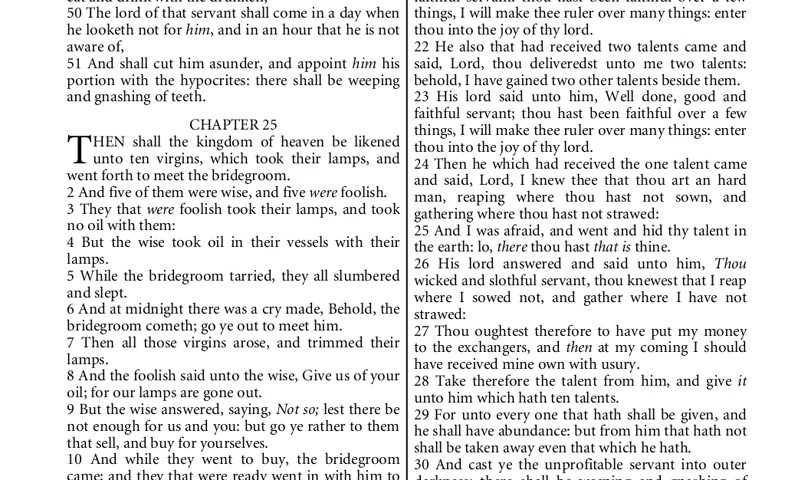 50 The lord of that servant shall come in a day when
he looketh not for him, and in an hour that he is not
aware of,
51 And shall cut him asunder, and appoint him his
portion with the hypocrites: there shall be weeping
and gnashing of teeth.
CHAPTER 25
THEN shall the kingdom of heaven be likened
unto ten virgins, which took their lamps, and
went forth to meet the bridegroom.
2 And five of them were wise, and five were foolish.
3 They that were foolish took their lamps, and took
no oil with them:
4 But the wise took oil in their vessels with their
lamps.
5 While the bridegroom tarried, they all slumbered
and slept.
6 And at midnight there was a cry made, Behold, the
bridegroom cometh; go ye out to meet him.
7 Then all those virgins arose, and trimmed their
lamps.
8 And the foolish said unto the wise, Give us of your
oil; for our lamps are gone out.
9 But the wise answered, saying, Not so; lest there be
not enough for us and you: but go ye rather to them
that sell, and buy for yourselves.
10 And while they went to buy, the bridegroom
came; and they that were ready went in with him to
things, I will make thee ruler over many things: enter
thou into the joy of thy lord.
22 He also that had received two talents came and
said, Lord, thou deliveredst unto me two talents:
behold, I have gained two other talents beside them.
23 His lord said unto him, Well done, good and
faithful servant; thou hast been faithful over a few
things, I will make thee ruler over many things: enter
thou into the joy of thy lord.
24 Then he which had received the one talent came
and said, Lord, I knew thee that thou art an hard
man, reaping where thou hast not sown, and
gathering where thou hast not strawed:
25 And I was afraid, and went and hid thy talent in
the earth: lo, there thou hast that is thine.
26 His lord answered and said unto him, Thou
wicked and slothful servant, thou knewest that I reap
where I sowed not, and gather where I have not
strawed:
27 Thou oughtest therefore to have put my money
to the exchangers, and then at my coming I should
have received mine own with usury.
28 Take therefore the talent from him, and give it
unto him which hath ten talents.
29 For unto every one that hath shall be given, and
he shall have abundance: but from him that hath not
shall be taken away even that which he hath.
30 And cast ye the unprofitable servant into outer